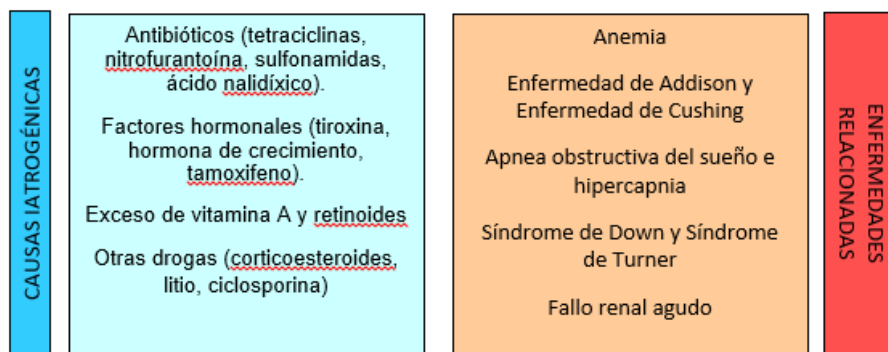 CAUSAS IATROGÉNICAS
Antibióticos (tetraciclinas,
nitrofurantoína, sulfonamidas,
ácido nalidíxico).
Factores hormonales (tiroxina,
hormona de crecimiento,
tamoxifeno).
Exceso de vitamina A y retinoides
Otras drogas (corticoesteroides,
litio, ciclosporina)
Anemia
Enfermedad de Addison y
Enfermedad de Cushing
Apnea obstructiva del sueño e
hipercapnia
Síndrome de Down y Síndrome
de Turner
Fallo renal agudo
ENFERMEDADES
RELACIONADAS